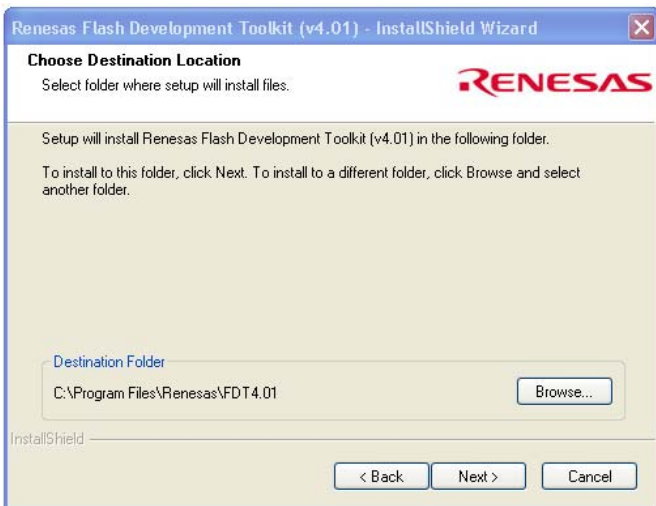 Renesas Flash Development Toolkit (v4.01) - InstallShield Wizard
Choose Destination Location
Select folder where setup will install files.
RENESAS
Setup will install Renesas Flash Development Toolkit (v4.01) in the following folder.
To install to this folder, click Next. To install to a different folder, click Browse and select
another folder.
Destination Folder
C:\Program Files\Renesas\FDT4.01
Browse...
InstallShield
< Back
Next >
Cancel